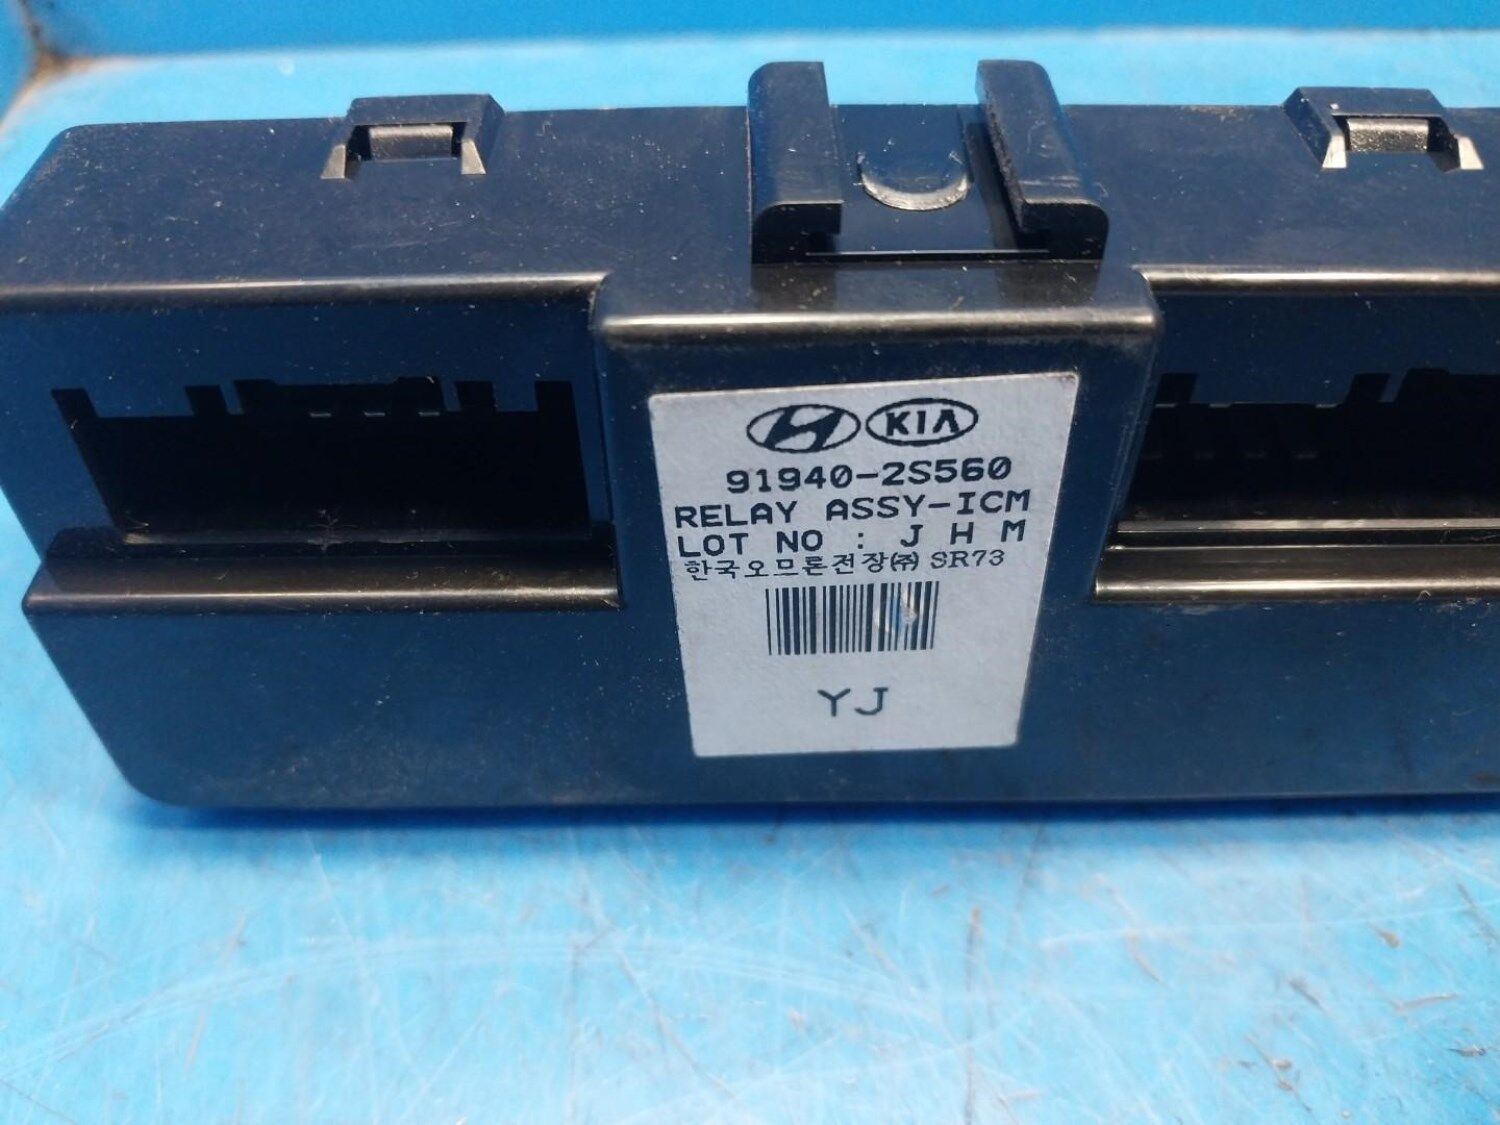 KIA
91940-2S560
RELAY ASSY-ICM
LOT NO : J H M
한국오므론전장㈜ SR73
YJ